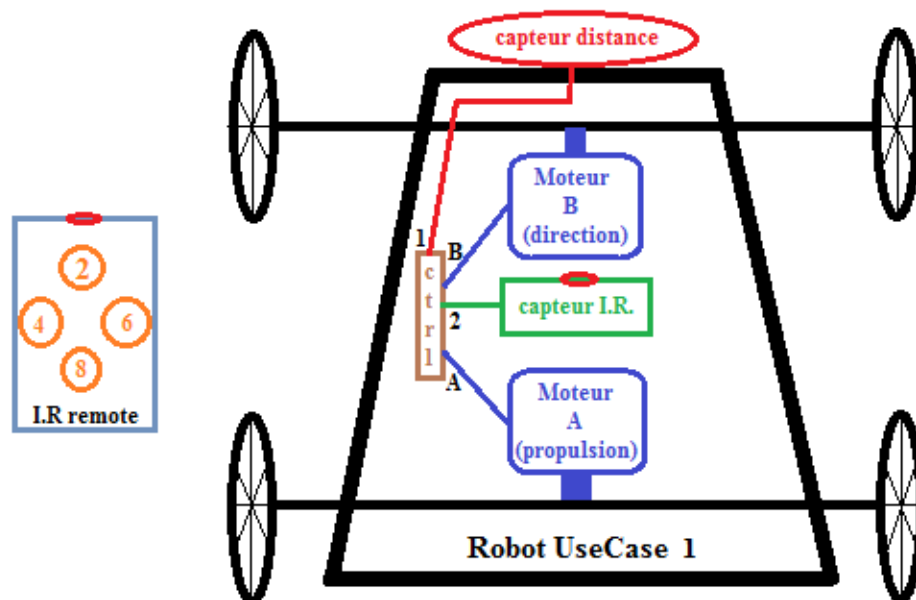 capteur distance
Moteur
B
(direction)
1
B
c
t
r
l
2
A
capteur I.R.
2
4
6
8
I.R remote
Moteur
A
(propulsion)
Robot UseCase 1